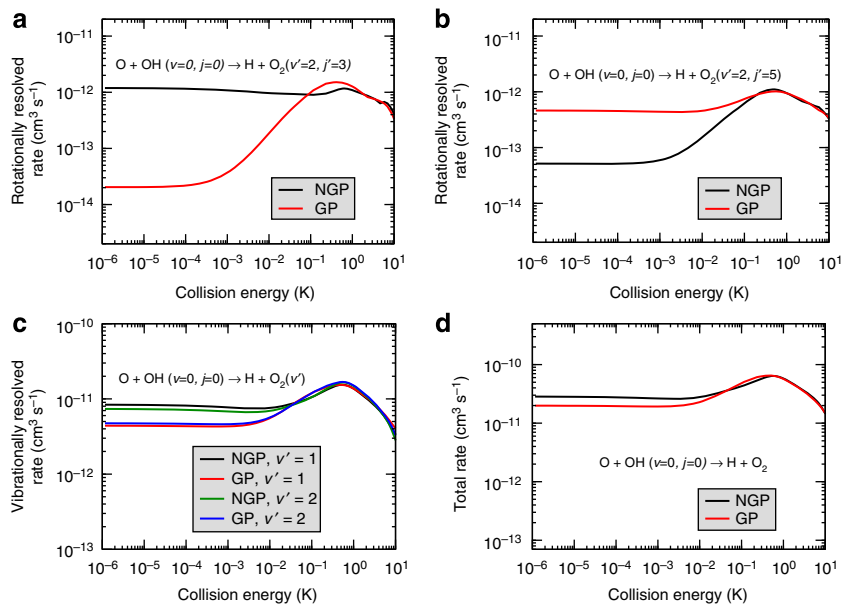 a
Rotationally resolved
rate (cm³ s⁻¹)
10⁻¹¹
10⁻¹²
10⁻¹³
10⁻¹⁴
O + OH (v=0, j=0) → H + O₂(v′=2, j′=3)
NGP
GP
10⁻⁶ 10⁻⁵ 10⁻⁴ 10⁻³ 10⁻² 10⁻¹ 10⁰ 10¹
Collision energy (K)
b
Rotationally resolved
rate (cm³ s⁻¹)
10⁻¹¹
10⁻¹²
10⁻¹³
10⁻¹⁴
O + OH (v=0, j=0) → H + O₂(v′=2, j′=5)
NGP
GP
10⁻⁶ 10⁻⁵ 10⁻⁴ 10⁻³ 10⁻² 10⁻¹ 10⁰ 10¹
Collision energy (K)
c
Vibrationally resolved
rate (cm³ s⁻¹)
10⁻¹⁰
10⁻¹¹
10⁻¹²
10⁻¹³
O + OH (v=0, j=0) → H + O₂(v′)
NGP, v′ = 1
GP, v′ = 1
NGP, v′ = 2
GP, v′ = 2
10⁻⁶ 10⁻⁵ 10⁻⁴ 10⁻³ 10⁻² 10⁻¹ 10⁰ 10¹
Collision energy (K)
d
Total rate (cm³ s⁻¹)
10⁻¹⁰
10⁻¹¹
10⁻¹²
10⁻¹³
O + OH (v=0, j=0) → H + O₂
NGP
GP
10⁻⁶ 10⁻⁵ 10⁻⁴ 10⁻³ 10⁻² 10⁻¹ 10⁰ 10¹
Collision energy (K)